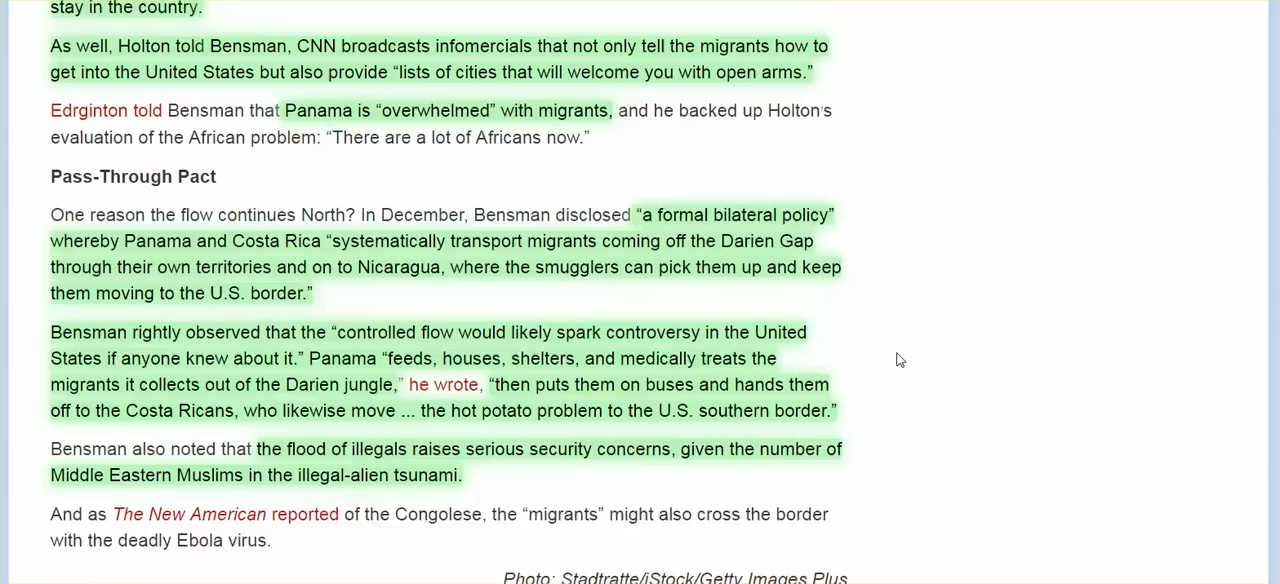 stay in the country.
As well, Holton told Bensman, CNN broadcasts infomercials that not only tell the migrants how to
get into the United States but also provide “lists of cities that will welcome you with open arms.”
Edrginton told Bensman that Panama is “overwhelmed” with migrants, and he backed up Holton’s
evaluation of the African problem: “There are a lot of Africans now.”
Pass-Through Pact
One reason the flow continues North? In December, Bensman disclosed “a formal bilateral policy”
whereby Panama and Costa Rica “systematically transport migrants coming off the Darien Gap
through their own territories and on to Nicaragua, where the smugglers can pick them up and keep
them moving to the U.S. border.”
Bensman rightly observed that the “controlled flow would likely spark controversy in the United
States if anyone knew about it.” Panama “feeds, houses, shelters, and medically treats the
migrants it collects out of the Darien jungle,” he wrote, “then puts them on buses and hands them
off to the Costa Ricans, who likewise move ... the hot potato problem to the U.S. southern border.”
Bensman also noted that the flood of illegals raises serious security concerns, given the number of
Middle Eastern Muslims in the illegal-alien tsunami.
And as The New American reported of the Congolese, the “migrants” might also cross the border
with the deadly Ebola virus.
Photo: Stadtratte/iStock/Getty Images Plus